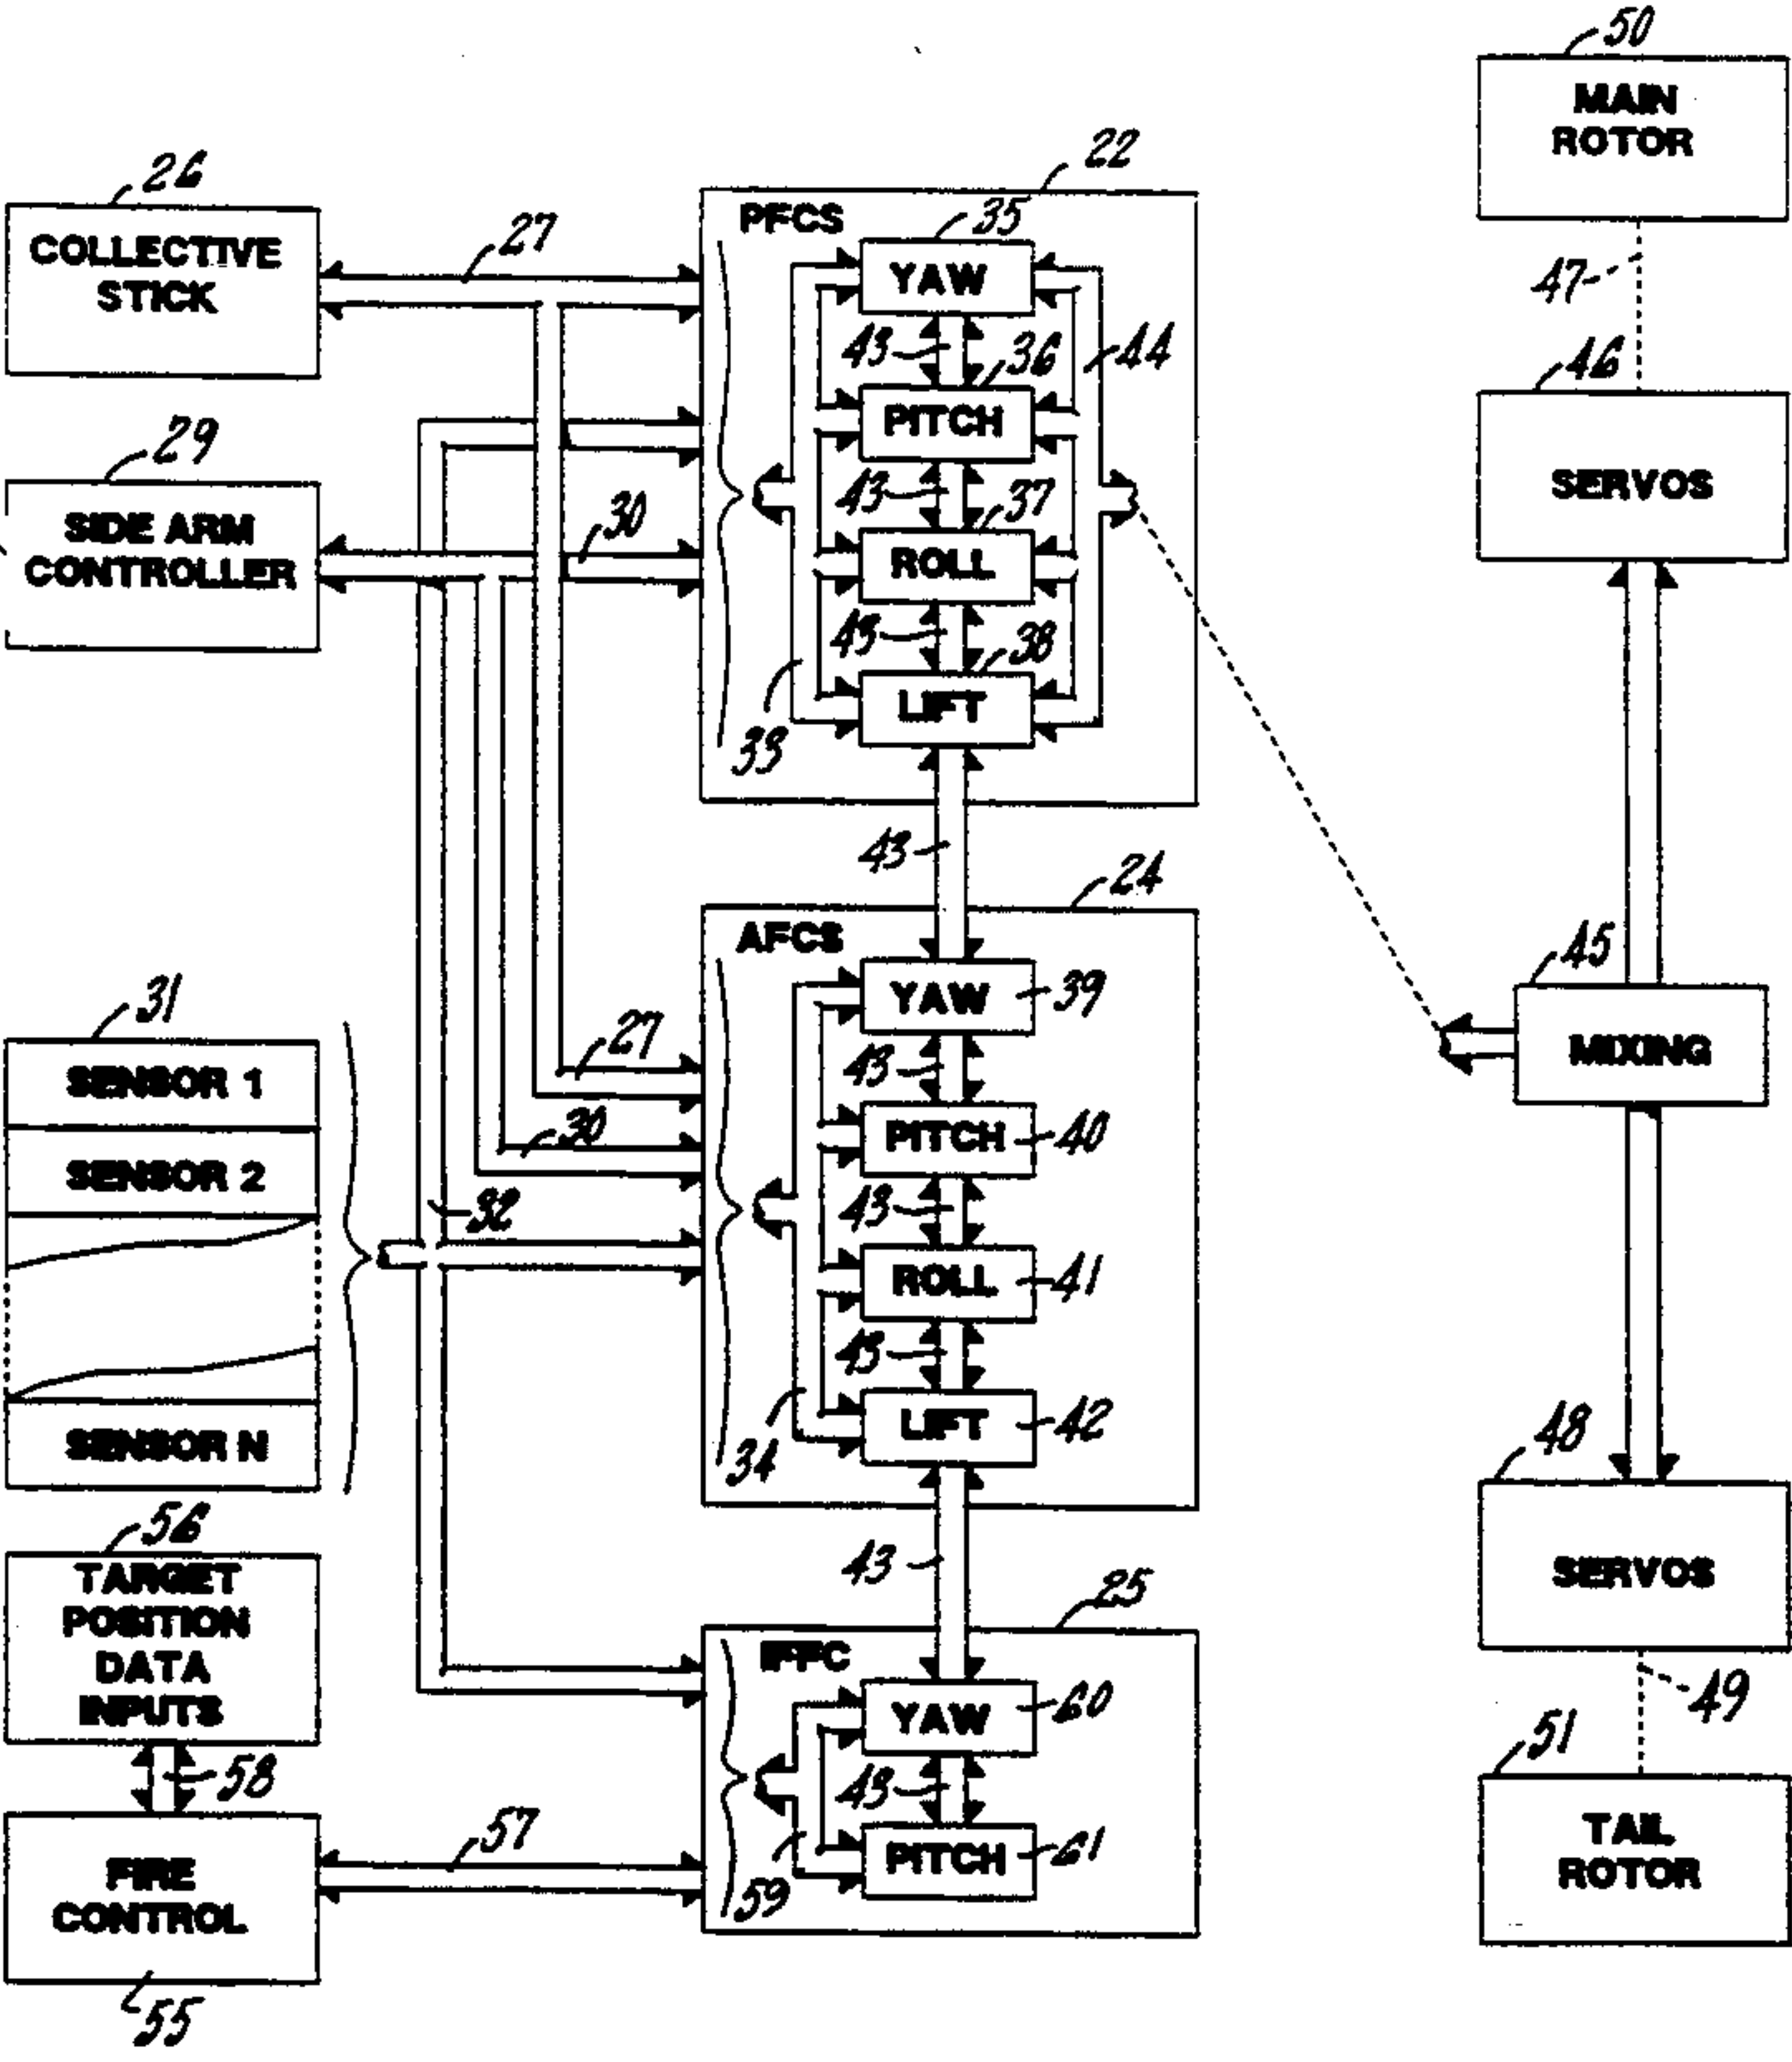 50
MAIN
ROTOR
47
46
SERVOS
26
COLLECTIVE
STICK
27
29
SIDE ARM
CONTROLLER
30
22
PFCS
35
YAW
43
36
44
PITCH
43
37
ROLL
43
38
LIFT
33
43
24
AFCS
YAW
39
43
PITCH
40
43
ROLL
41
43
LIFT
42
34
27
30
32
31
SENSOR 1
SENSOR 2
SENSOR N
45
MIXING
48
SERVOS
49
51
TAIL
ROTOR
56
TARGET
POSITION
DATA
INPUTS
58
FIRE
CONTROL
55
57
43
25
IFFC
YAW
60
43
PITCH
61
59